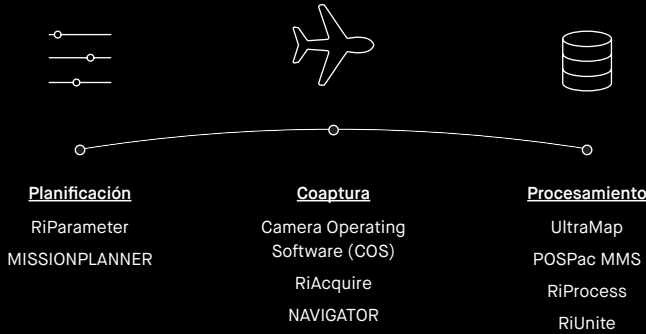 Planificación
RiParameter
MISSIONPLANNER
Coaptura
Camera Operating
Software (COS)
RiAcquire
NAVIGATOR
Procesamiento
UltraMap
POSPac MMS
RiProcess
RiUnite